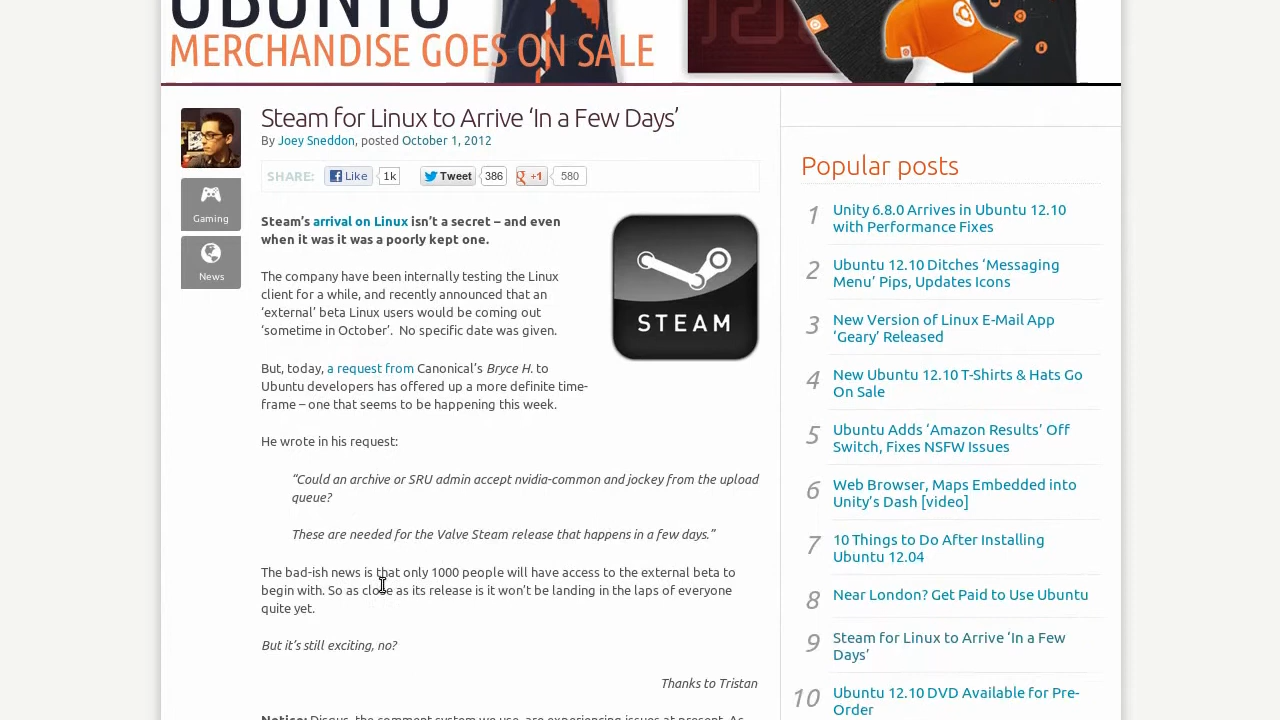 UBUNTU
MERCHANDISE GOES ON SALE
Steam for Linux to Arrive ‘In a Few Days’
By Joey Sneddon, posted October 1, 2012
SHARE: Like 1k Tweet 386 +1 580
Gaming
News
Steam’s arrival on Linux isn’t a secret – and even
when it was it was a poorly kept one.
The company have been internally testing the Linux
client for a while, and recently announced that an
‘external’ beta Linux users would be coming out
‘sometime in October’.  No specific date was given.
STEAM
But, today, a request from Canonical’s Bryce H. to
Ubuntu developers has offered up a more definite time-
frame – one that seems to be happening this week.
He wrote in his request:
“Could an archive or SRU admin accept nvidia-common and jockey from the upload
queue?
These are needed for the Valve Steam release that happens in a few days.”
The bad-ish news is that only 1000 people will have access to the external beta to
begin with. So as close as its release is it won’t be landing in the laps of everyone
quite yet.
But it’s still exciting, no?
Thanks to Tristan
Notice: Disqus, the comment system we use, are experiencing issues at present. As
Popular posts
1 Unity 6.8.0 Arrives in Ubuntu 12.10
with Performance Fixes
2 Ubuntu 12.10 Ditches ‘Messaging
Menu’ Pips, Updates Icons
3 New Version of Linux E-Mail App
‘Geary’ Released
4 New Ubuntu 12.10 T-Shirts & Hats Go
On Sale
5 Ubuntu Adds ‘Amazon Results’ Off
Switch, Fixes NSFW Issues
6 Web Browser, Maps Embedded into
Unity’s Dash [video]
7 10 Things to Do After Installing
Ubuntu 12.04
8 Near London? Get Paid to Use Ubuntu
9 Steam for Linux to Arrive ‘In a Few
Days’
10 Ubuntu 12.10 DVD Available for Pre-
Order